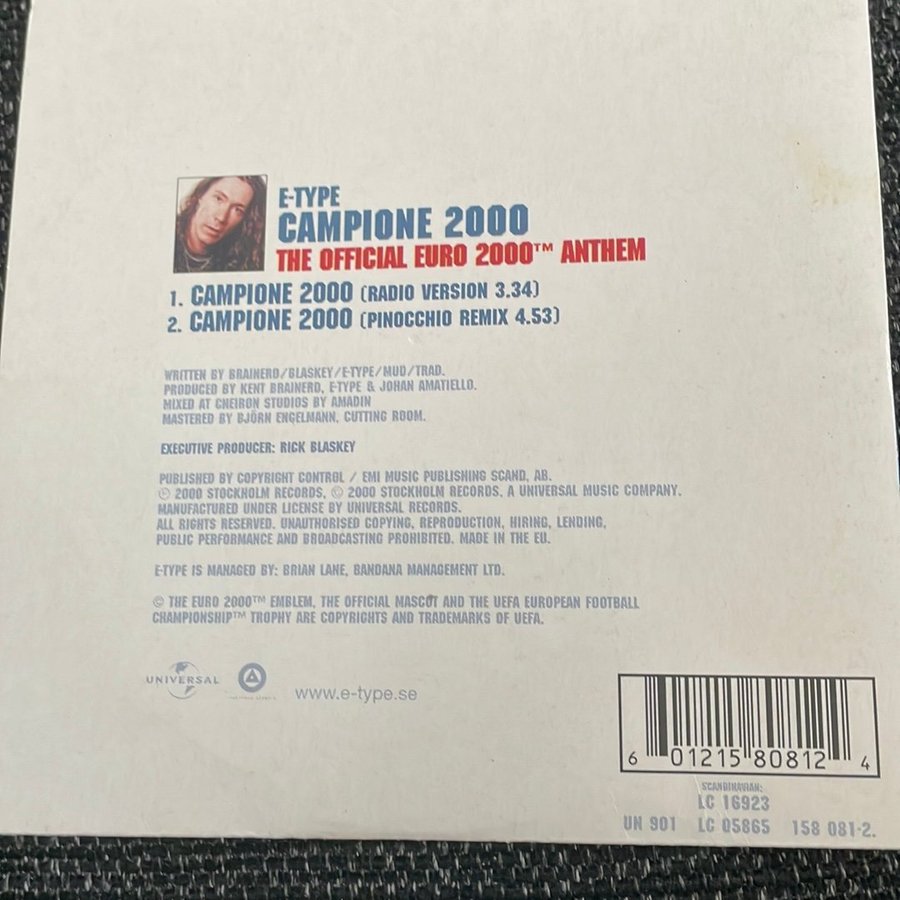 E-TYPE
CAMPIONE 2000
THE OFFICIAL EURO 2000™ ANTHEM
1. CAMPIONE 2000 (RADIO VERSION 3.34)
2. CAMPIONE 2000 (PINOCCHIO REMIX 4.53)
WRITTEN BY BRAINERD/BLASKEY/E-TYPE/MUD/TRAD.
PRODUCED BY KENT BRAINERD, E-TYPE & JOHAN AMATIELLO.
MIXED AT CNEIRON STUDIOS BY AMADIN
MASTERED BY BJÖRN ENGELMANN, CUTTING ROOM.
EXECUTIVE PRODUCER: RICK BLASKEY
PUBLISHED BY COPYRIGHT CONTROL / EMI MUSIC PUBLISHING SCAND, AB.
℗ 2000 STOCKHOLM RECORDS, © 2000 STOCKHOLM RECORDS, A UNIVERSAL MUSIC COMPANY.
MANUFACTURED UNDER LICENSE BY UNIVERSAL RECORDS.
ALL RIGHTS RESERVED. UNAUTHORISED COPYING, REPRODUCTION, HIRING, LENDING,
PUBLIC PERFORMANCE AND BROADCASTING PROHIBITED. MADE IN THE EU.
E-TYPE IS MANAGED BY: BRIAN LANE, BANDANA MANAGEMENT LTD.
© THE EURO 2000™ EMBLEM, THE OFFICIAL MASCOT AND THE UEFA EUROPEAN FOOTBALL
CHAMPIONSHIP™ TROPHY ARE COPYRIGHTS AND TRADEMARKS OF UEFA.
UNIVERSAL
www.e-type.se
6 01215 80812 4
SCANDINAVIAN:
LC 16923
UN 901 LC 05865 158 081-2.